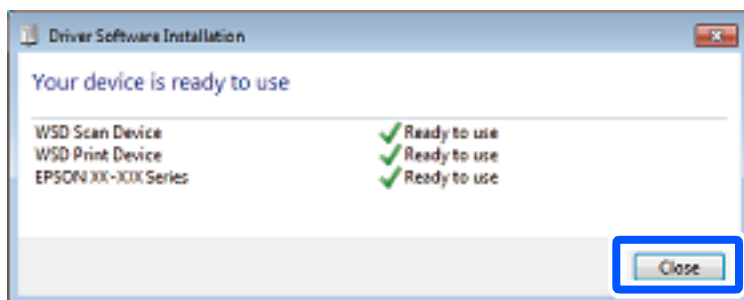 Driver Software Installation
Your device is ready to use
WSD Scan Device Ready to use
WSD Print Device Ready to use
EPSON XX-XXX Series Ready to use
Close